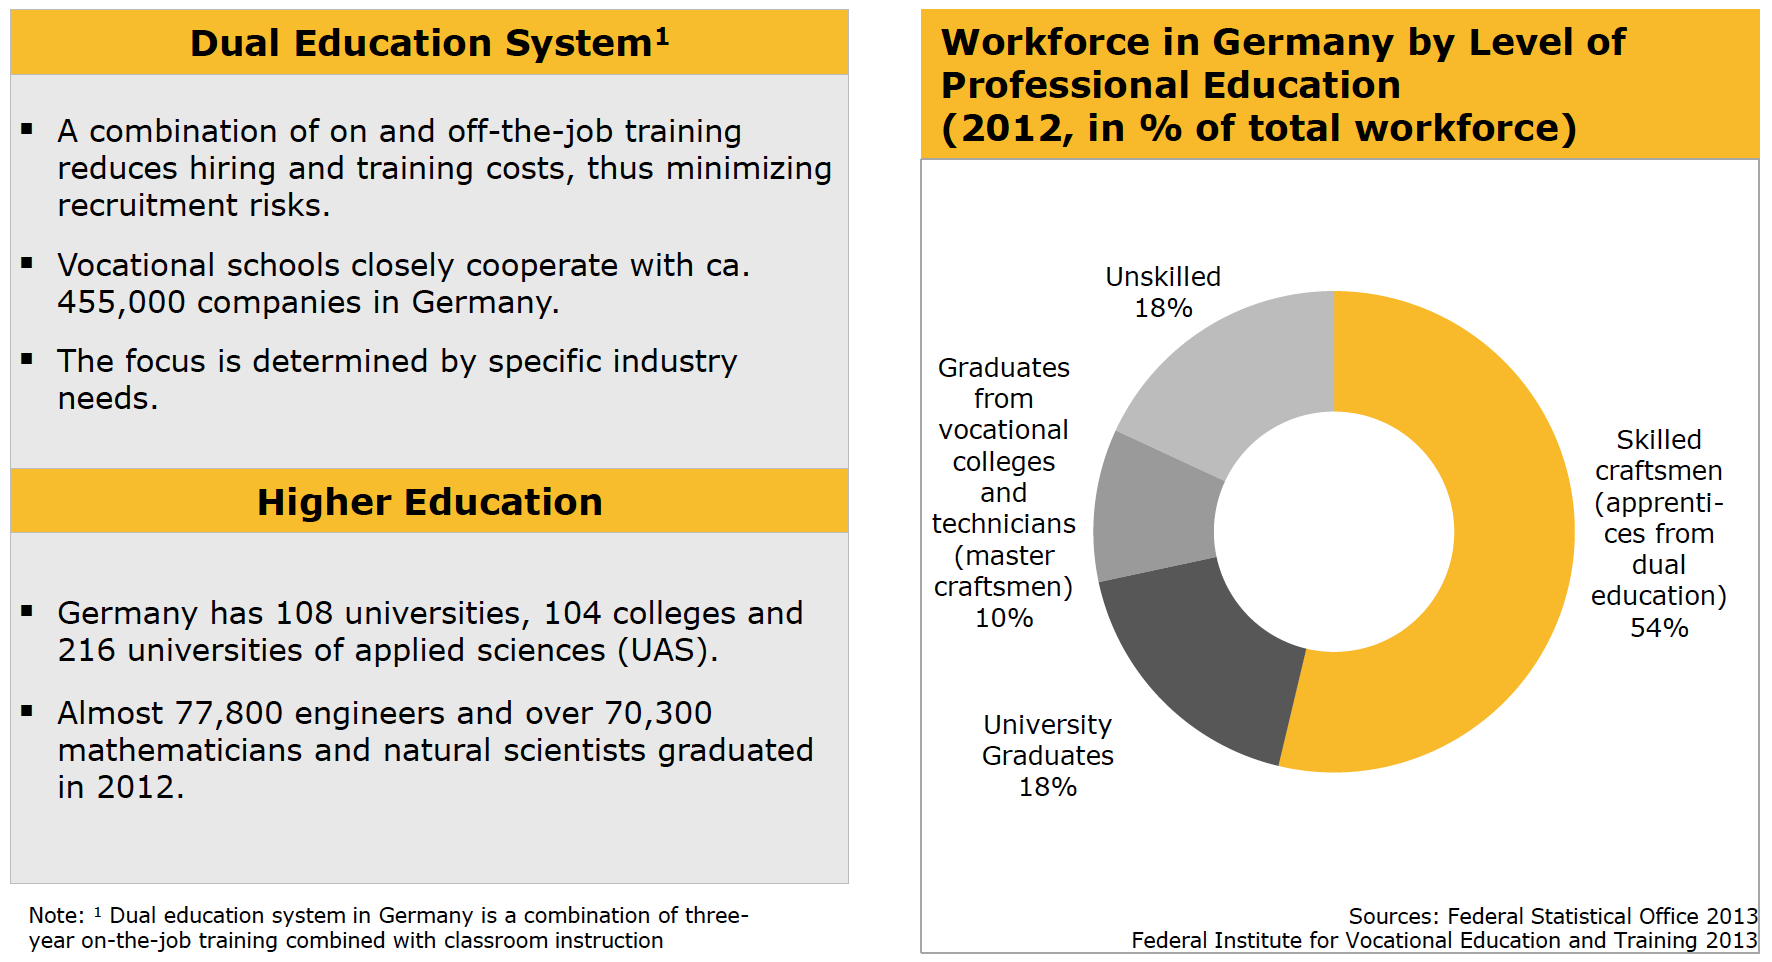 Dual Education System¹
▪ A combination of on and off-the-job training
reduces hiring and training costs, thus minimizing
recruitment risks.
▪ Vocational schools closely cooperate with ca.
455,000 companies in Germany.
▪ The focus is determined by specific industry
needs.
Higher Education
▪ Germany has 108 universities, 104 colleges and
216 universities of applied sciences (UAS).
▪ Almost 77,800 engineers and over 70,300
mathematicians and natural scientists graduated
in 2012.
Note: ¹ Dual education system in Germany is a combination of three-
year on-the-job training combined with classroom instruction
Workforce in Germany by Level of
Professional Education
(2012, in % of total workforce)
Unskilled
18%
Graduates
from
vocational
colleges
and
technicians
(master
craftsmen)
10%
University
Graduates
18%
Skilled
craftsmen
(apprenti-
ces from
dual
education)
54%
Sources: Federal Statistical Office 2013
Federal Institute for Vocational Education and Training 2013